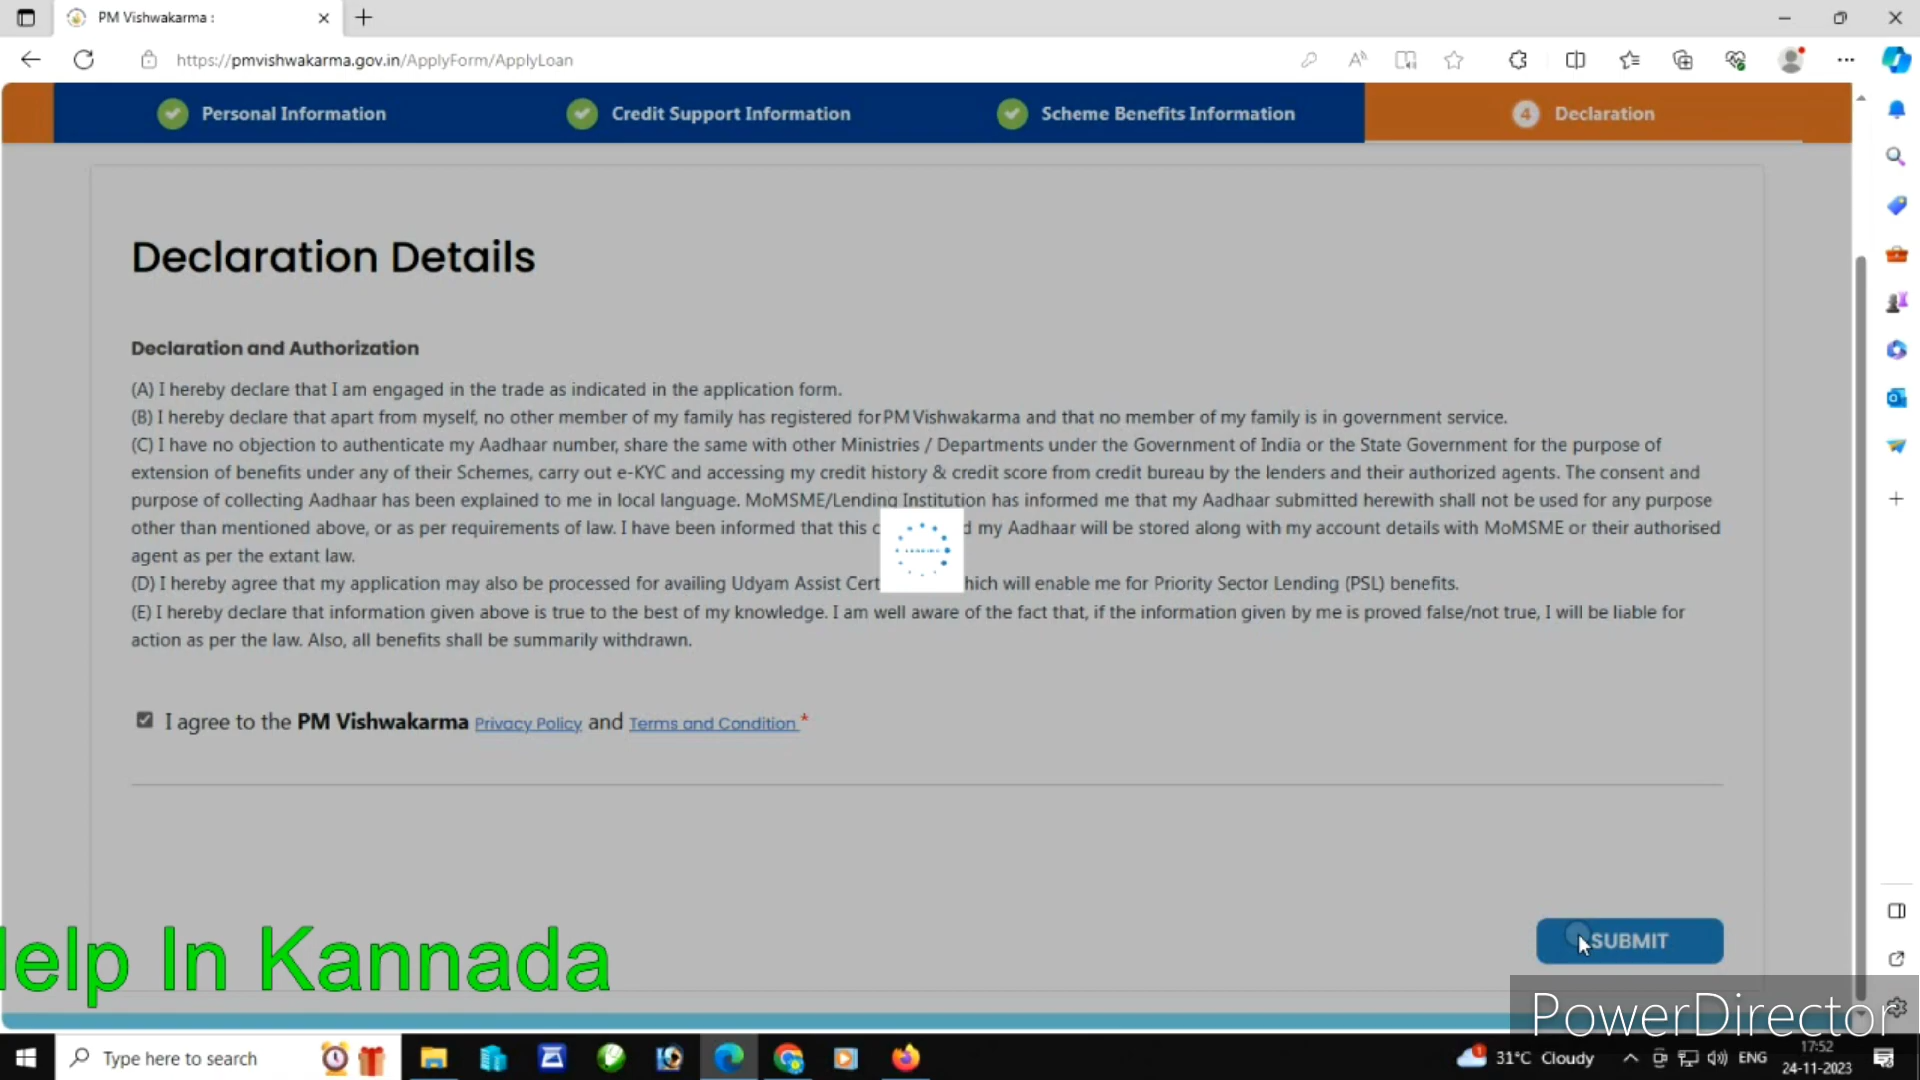 PM Vishwakarma :
https://pmvishwakarma.gov.in/ApplyForm/ApplyLoan
Personal Information
Credit Support Information
Scheme Benefits Information
4 Declaration
Declaration Details
Declaration and Authorization
(A) I hereby declare that I am engaged in the trade as indicated in the application form.
(B) I hereby declare that apart from myself, no other member of my family has registered for PM Vishwakarma and that no member of my family is in government service.
(C) I have no objection to authenticate my Aadhaar number, share the same with other Ministries / Departments under the Government of India or the State Government for the purpose of
extension of benefits under any of their Schemes, carry out e-KYC and accessing my credit history & credit score from credit bureau by the lenders and their authorized agents. The consent and
purpose of collecting Aadhaar has been explained to me in local language. MoMSME/Lending Institution has informed me that my Aadhaar submitted herewith shall not be used for any purpose
other than mentioned above, or as per requirements of law. I have been informed that this my Aadhaar will be stored along with my account details with MoMSME or their authorised
agent as per the extant law.
(D) I hereby agree that my application may also be processed for availing Udyam Assist Cert hich will enable me for Priority Sector Lending (PSL) benefits.
(E) I hereby declare that information given above is true to the best of my knowledge. I am well aware of the fact that, if the information given by me is proved false/not true, I will be liable for
action as per the law. Also, all benefits shall be summarily withdrawn.
I agree to the PM Vishwakarma Privacy Policy and Terms and Condition *
SUBMIT
elp In Kannada
PowerDirector
Type here to search
31°C Cloudy
ENG
17:52
24-11-2023